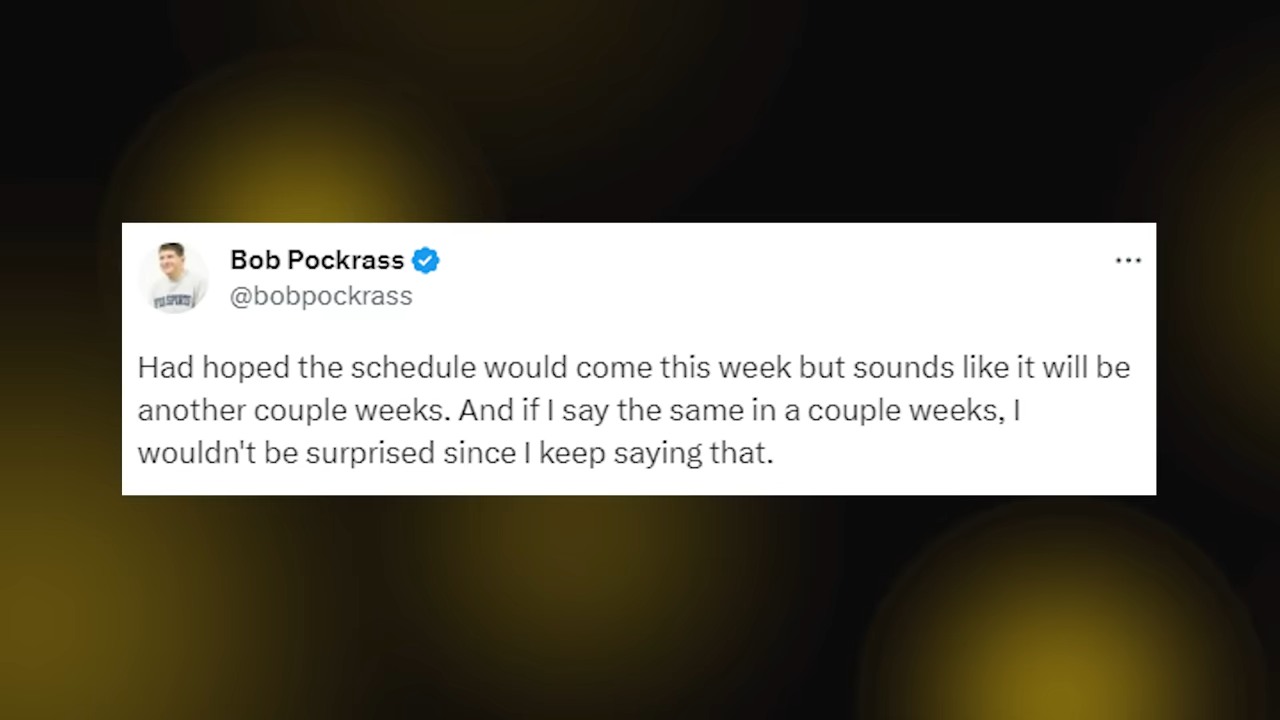 Bob Pockrass
@bobpockrass
Had hoped the schedule would come this week but sounds like it will be
another couple weeks. And if I say the same in a couple weeks, I
wouldn't be surprised since I keep saying that.